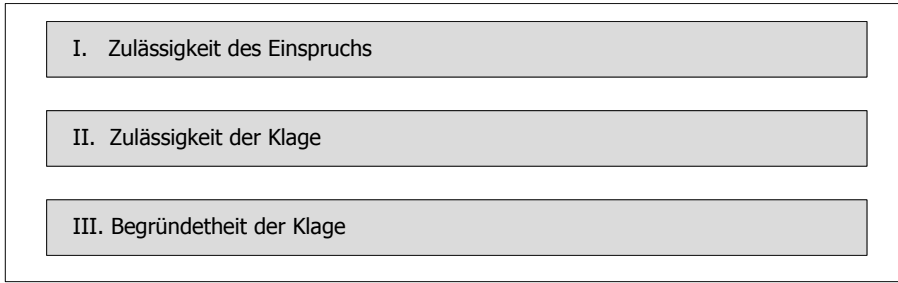 I. Zulässigkeit des Einspruchs
II. Zulässigkeit der Klage
III. Begründetheit der Klage